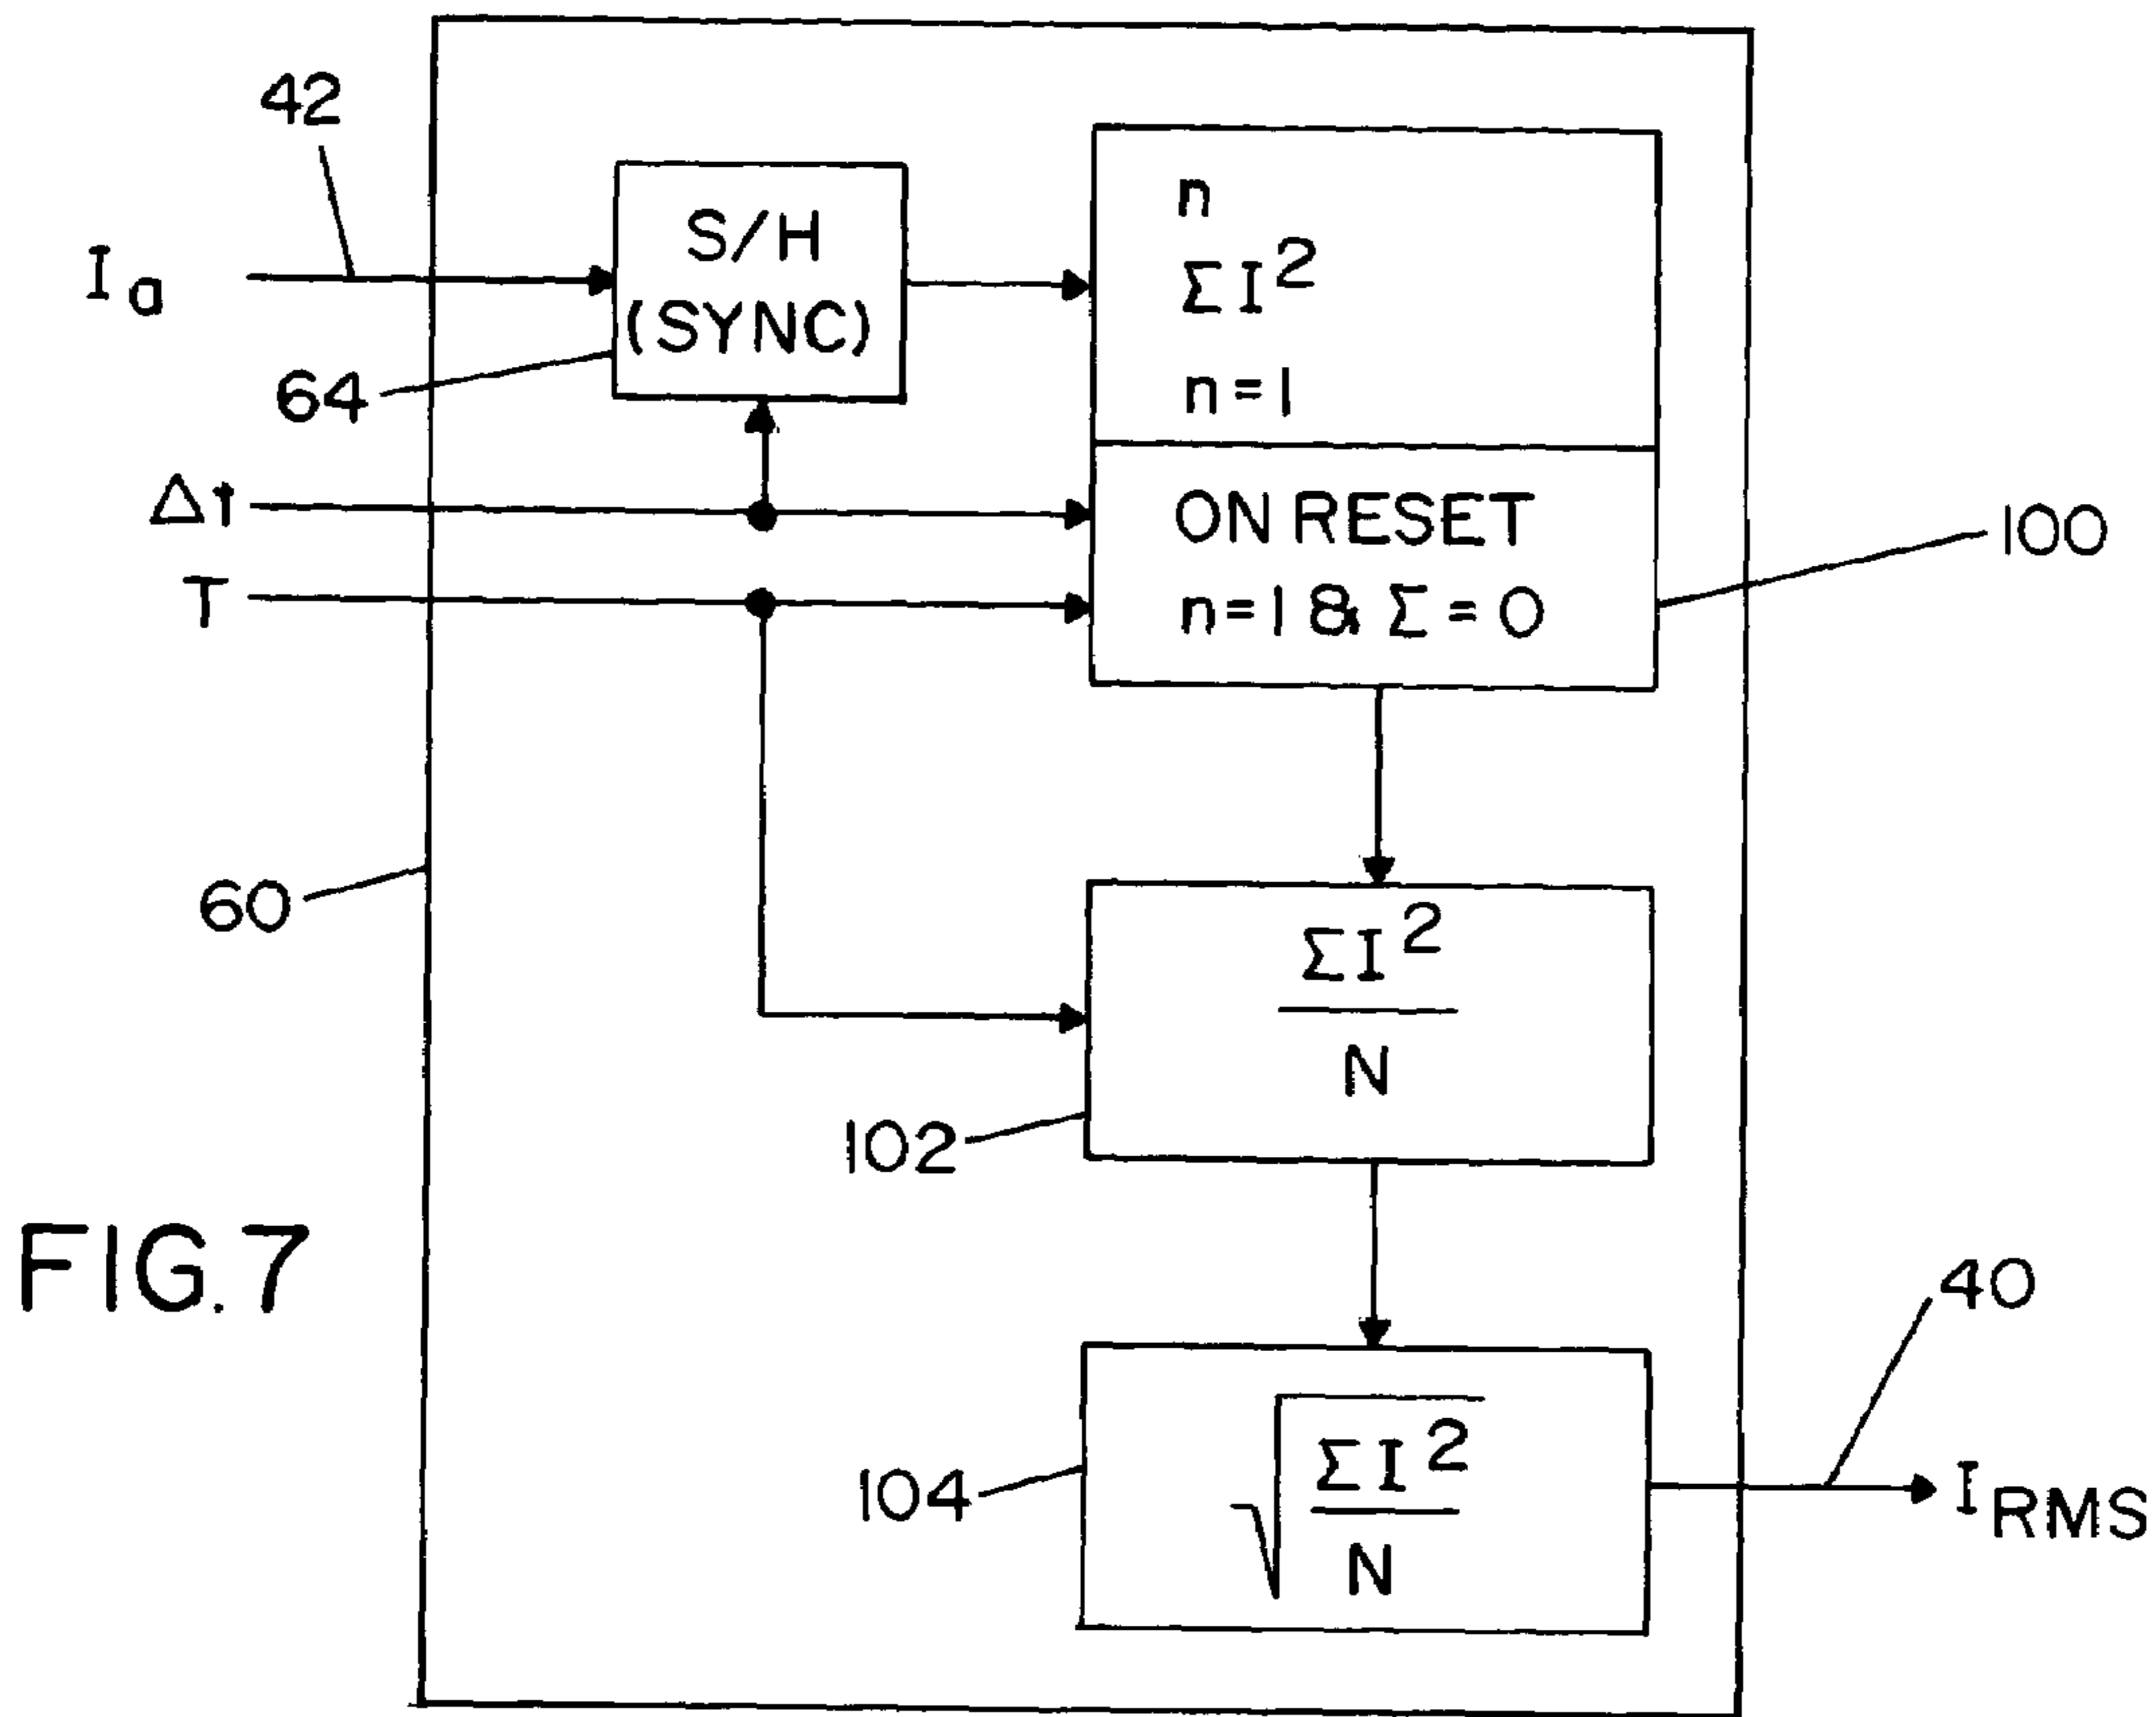 42
Ia
S/H
(SYNC)
64
n
ΣI²
n=1
Δt
T
ON RESET
n=1 & Σ=0
100
60
ΣI²
N
102
FIG.7
√ΣI²
N
104
40
IRMS